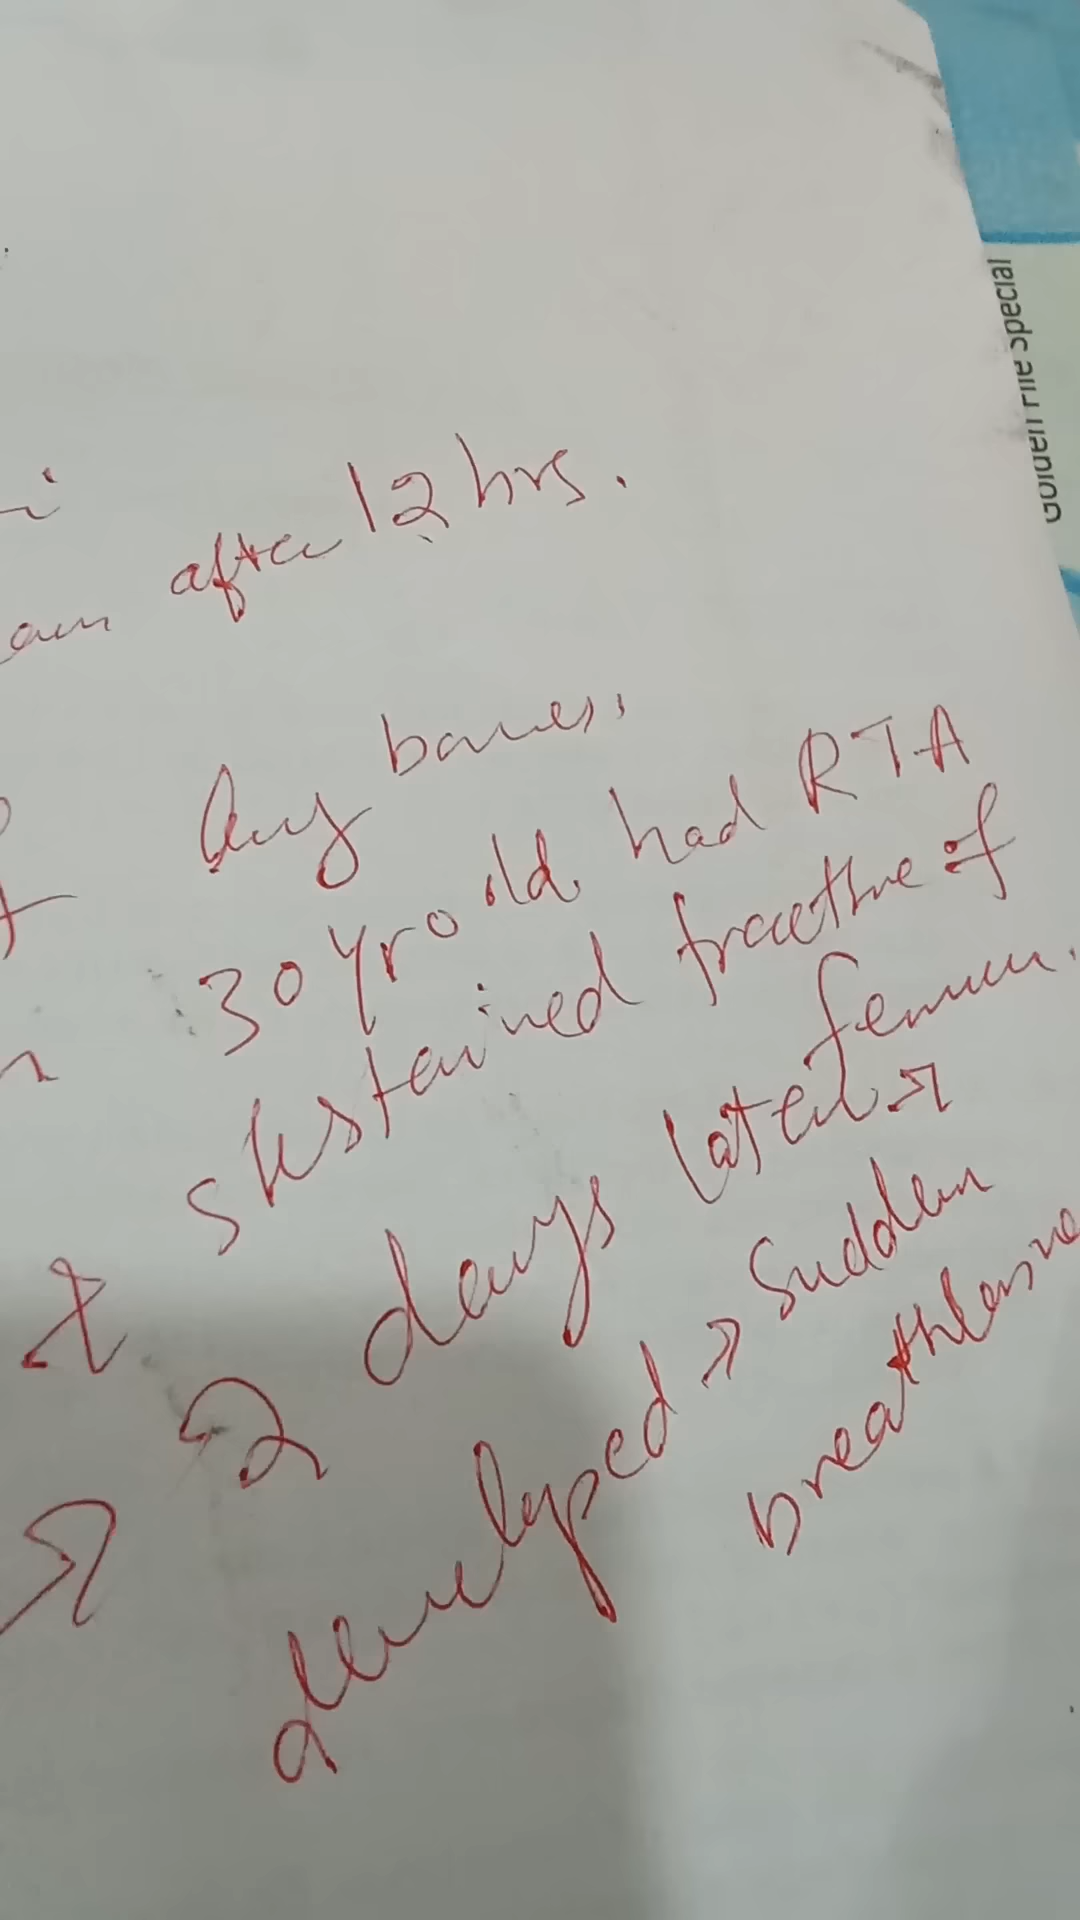 after 12 hrs.
any bones.
30 yr old had RTA
sustained fracture of
femur.
2 days later
developed → sudden
breathlessne
Golden File Special